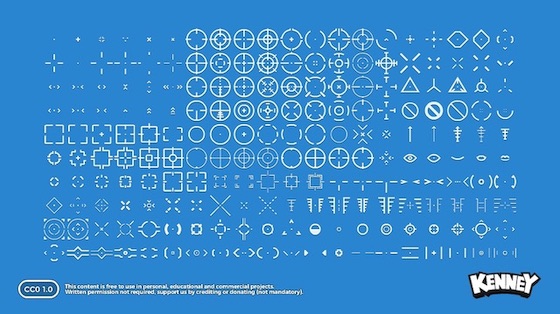 CC0 1.0
This content is free to use in personal, educational and commercial projects.
Written permission not required, support us by crediting or donating (not mandatory).
KENNEY